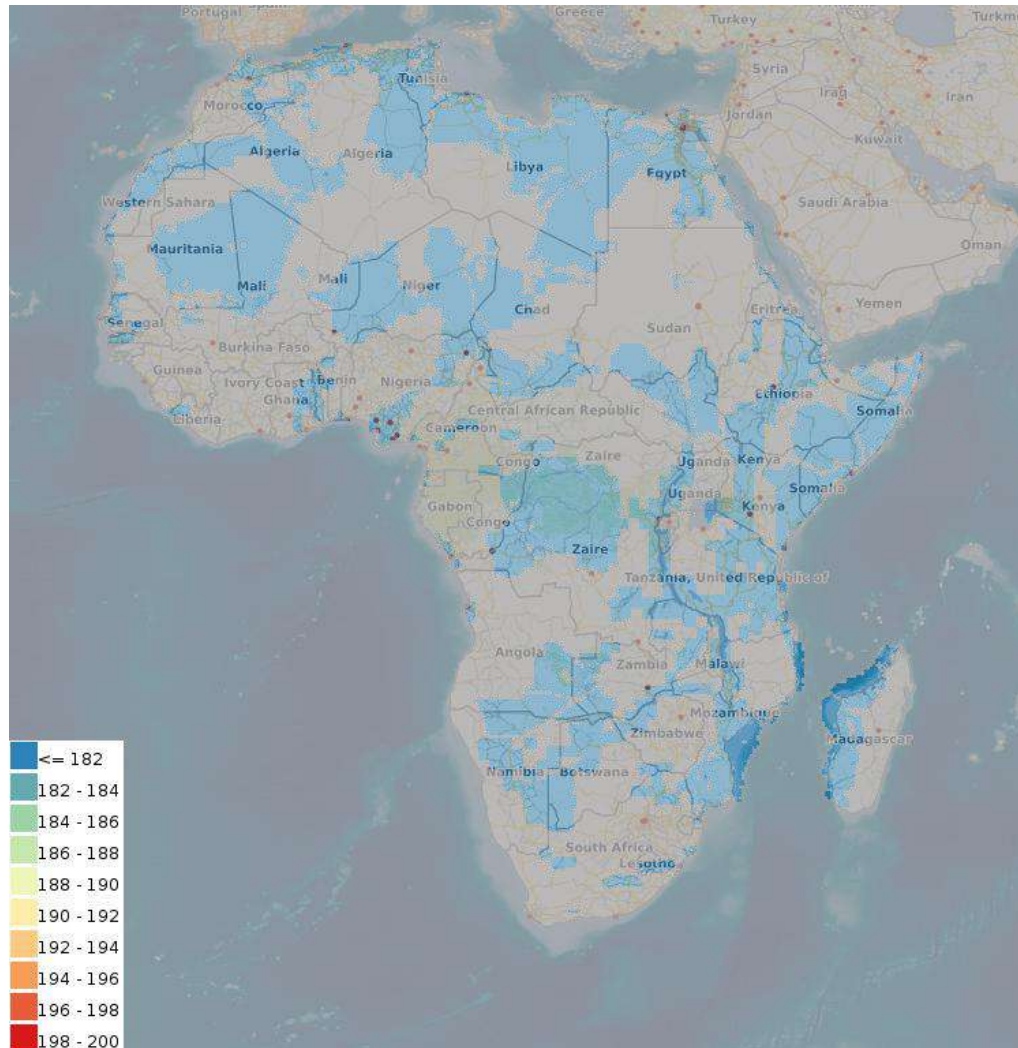 Portugal
Greece
Turkey
Turkm
Tunisia
Syria
Iraq
Iran
Morocco
Jordan
Kuwait
Algeria
Algeria
Libya
Egypt
Western Sahara
Saudi Arabia
Mauritania
Oman
Mali
Mali
Niger
Chad
Yemen
Senegal
Sudan
Eritrea
Burkina Faso
Guinea
Benin
Ivory Coast
Nigeria
Ghana
Ethiopia
Central African Republic
Somalia
Liberia
Cameroon
Congo
Zaire
Uganda
Kenya
Uganda
Somalia
Gabon
Kenya
Congo
Zaire
Tanzania, United Republic of
Angola
Zambia
Malawi
Mozambique
Zimbabwe
Madagascar
Namibia
Botswana
South Africa
Lesotho
<= 182
182 - 184
184 - 186
186 - 188
188 - 190
190 - 192
192 - 194
194 - 196
196 - 198
198 - 200